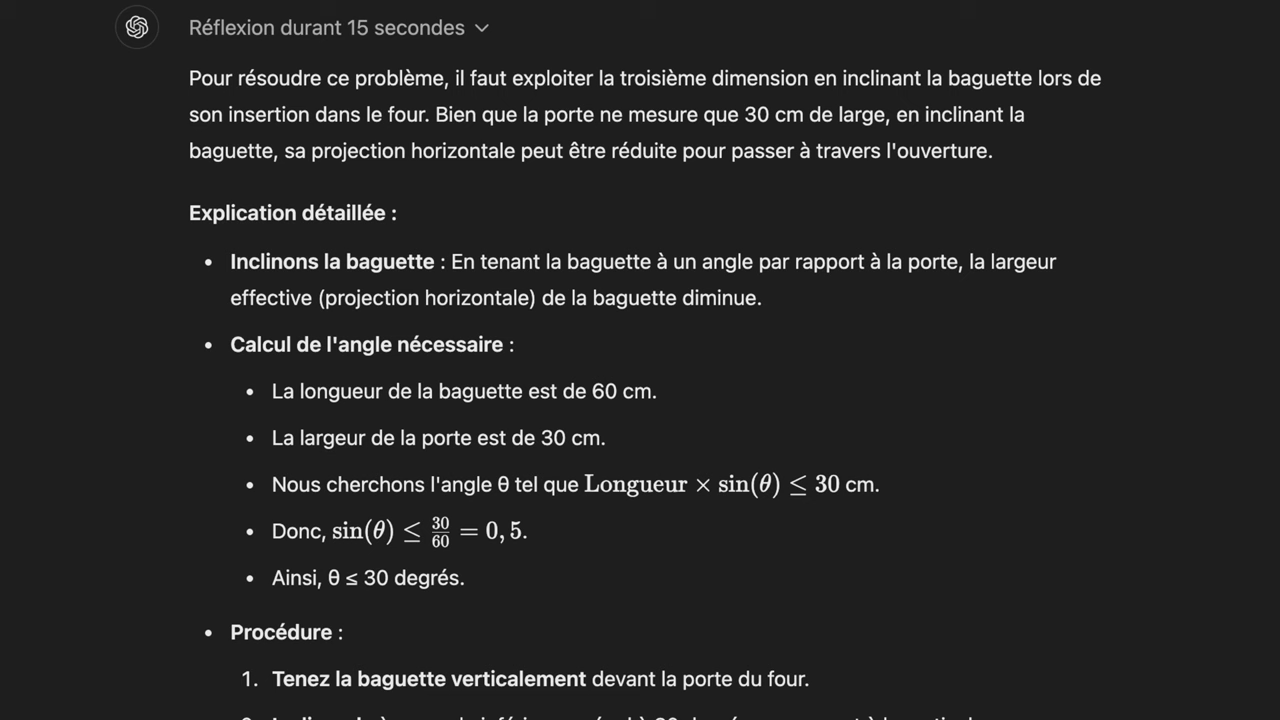 Réflexion durant 15 secondes
Pour résoudre ce problème, il faut exploiter la troisième dimension en inclinant la baguette lors de
son insertion dans le four. Bien que la porte ne mesure que 30 cm de large, en inclinant la
baguette, sa projection horizontale peut être réduite pour passer à travers l'ouverture.
Explication détaillée :
• Inclinons la baguette : En tenant la baguette à un angle par rapport à la porte, la largeur
effective (projection horizontale) de la baguette diminue.
• Calcul de l'angle nécessaire :
• La longueur de la baguette est de 60 cm.
• La largeur de la porte est de 30 cm.
• Nous cherchons l'angle θ tel que Longueur × sin(θ) ≤ 30 cm.
• Donc, sin(θ) ≤ 30/60 = 0,5.
• Ainsi, θ ≤ 30 degrés.
• Procédure :
1. Tenez la baguette verticalement devant la porte du four.